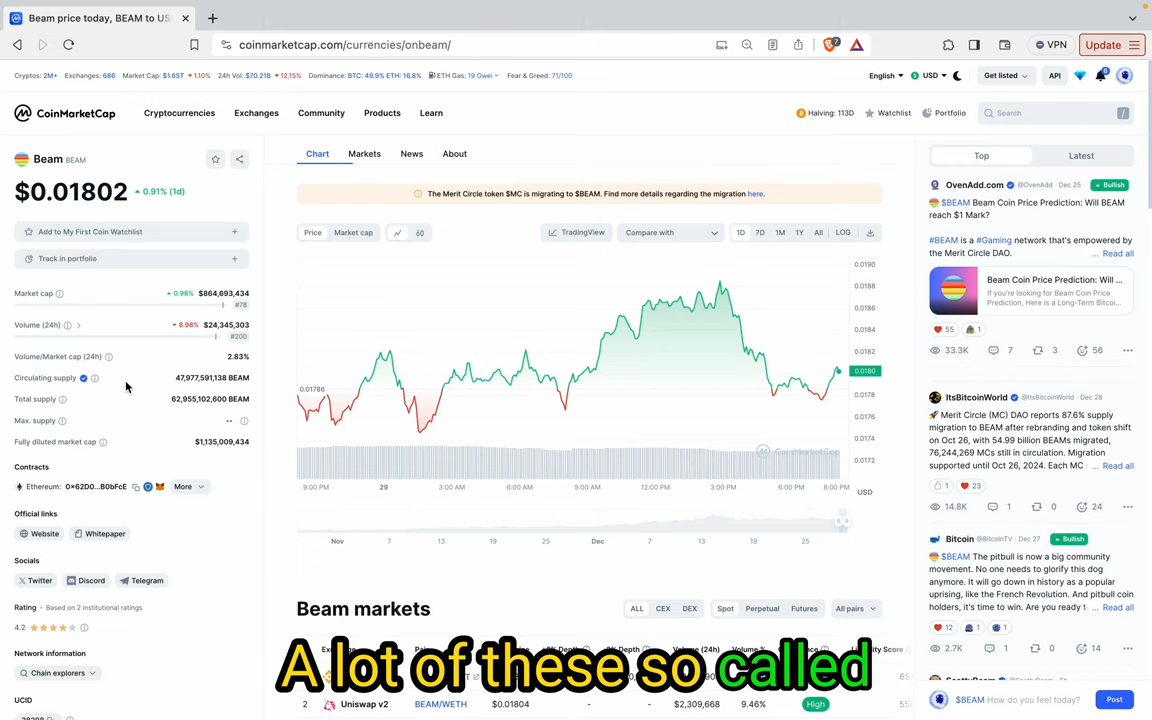 Beam price today, BEAM to US
coinmarketcap.com/currencies/onbeam/
7
VPN
Update
Cryptos: 2M+ Exchanges: 686 Market Cap: $1.65T 1.10% 24h Vol: $70.21B 12.15% Dominance: BTC: 49.9% ETH: 16.8% ETH Gas: 19 Gwei Fear & Greed: 71/100
English USD Get listed API
CoinMarketCap
Cryptocurrencies Exchanges Community Products Learn
Halving: 113D Watchlist Portfolio Search /
Beam BEAM
$0.01802 0.91% (1d)
Add to My First Coin Watchlist +
Track in portfolio +
Market cap 0.98% $864,693,434
#78
Volume (24h) 8.98% $24,345,303
#200
Volume/Market cap (24h) 2.83%
Circulating supply 47,977,591,138 BEAM
Total supply 62,955,102,600 BEAM
Max. supply --
Fully diluted market cap $1,135,009,434
Contracts
Ethereum: 0x62D0...B0bFcE More
Official links
Website Whitepaper
Socials
Twitter Discord Telegram
Rating · Based on 2 institutional ratings
4.2
Network information
Chain explorers
UCID
Chart Markets News About
The Merit Circle token $MC is migrating to $BEAM. Find more details regarding the migration here.
Price Market cap TradingView Compare with 1D 7D 1M 1Y All LOG
0.0190
0.0188
0.0186
0.0184
0.0182
0.0180
0.0178
0.0176
0.0174
0.0172
0.01786
CoinMarketCap
9:00 PM 29 3:00 AM 6:00 AM 9:00 AM 12:00 PM 3:00 PM 6:00 PM 8:00 PM
USD
Nov 7 13 19 25 Dec 7 13 19 25
Beam markets
ALL CEX DEX Spot Perpetual Futures All pairs
A lot of these so called
2 Uniswap v2 BEAM/WETH $0.01804 - - $2,309,668 9.46% High
Top Latest
OvenAdd.com @OvenAdd · Dec 25 Bullish
$BEAM Beam Coin Price Prediction: Will BEAM
reach $1 Mark?
#BEAM is a #Gaming network that's empowered by
the Merit Circle DAO. ... Read all
Beam Coin Price Prediction: Will ...
If you're looking for Beam Coin Price
Prediction, Here is a Long-Term Bitcoi...
55 1
33.3K 7 3 56
ItsBitcoinWorld @ItsBitcoinWorld · Dec 28
Merit Circle (MC) DAO reports 87.6% supply
migration to BEAM after rebranding and token shift
on Oct 26, with 54.99 billion BEAMs migrated,
76,244,269 MCs still in circulation. Migration
supported until Oct 26, 2024. Each MC ... Read all
1 23
14.8K 1 0 24
Bitcoin @BitcoinTV · Dec 27 Bullish
$BEAM The pitbull is now a big community
movement. No one needs to glorify this dog
anymore. It will go down in history as a popular
uprising, like the French Revolution. And pitbull coin
holders, it's time to win. Are you ready t ... Read all
12 1 1
2.7K 1 0 14
$BEAM How do you feel today? Post